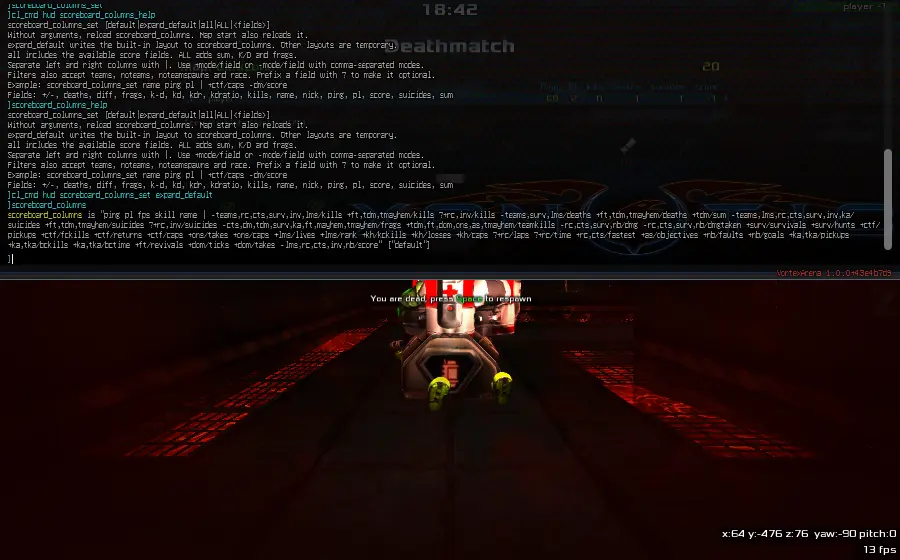 ]scoreboard_columns_set
18:42
player -1
]cl_cmd hud scoreboard_columns_help
scoreboard_columns_set [default|expand_default|all|ALL|<fields>]
Without arguments, reload scoreboard_columns. Map start also reloads it.
expand_default writes the built-in layout to scoreboard_columns. Other layouts are temporary.
Deathmatch
all includes the available score fields. ALL adds sum, K/D and frags.
Separate left and right columns with |. Use +mode/field or -mode/field with comma-separated modes.
20
Filters also accept teams, noteams, noteamspawns and race. Prefix a field with ? to make it optional.
Example: scoreboard_columns_set name ping pl | +ctf/caps -dm/score
Fields: +/-, deaths, diff, frags, k-d, kd, kdr, kdratio, kills, name, nick, ping, pl, score, suicides, sum
]scoreboard_columns_help
scoreboard_columns_set [default|expand_default|all|ALL|<fields>]
Without arguments, reload scoreboard_columns. Map start also reloads it.
expand_default writes the built-in layout to scoreboard_columns. Other layouts are temporary.
all includes the available score fields. ALL adds sum, K/D and frags.
Separate left and right columns with |. Use +mode/field or -mode/field with comma-separated modes.
Filters also accept teams, noteams, noteamspawns and race. Prefix a field with ? to make it optional.
Example: scoreboard_columns_set name ping pl | +ctf/caps -dm/score
Fields: +/-, deaths, diff, frags, k-d, kd, kdr, kdratio, kills, name, nick, ping, pl, score, suicides, sum
]cl_cmd hud scoreboard_columns_set expand_default
]scoreboard_columns
scoreboard_columns is "ping pl fps skill name | -teams,rc,cts,surv,inv,lms/kills +ft,tdm,tmayhem/kills ?+rc,inv/kills -teams,surv,lms/deaths +ft,tdm,tmayhem/deaths +tdm/sum -teams,lms,rc,cts,surv,inv,ka/
suicides +ft,tdm,tmayhem/suicides ?+rc,inv/suicides -cts,dm,tdm,surv,ka,ft,mayhem,tmayhem/frags +tdm,ft,dom,ons,as,tmayhem/teamkills -rc,cts,surv,rb/dmg -rc,cts,surv,rb/dmgtaken +surv/survivals +surv/hunts +ctf/
pickups +ctf/fckills +ctf/returns +ctf/caps +ons/takes +ons/caps +lms/lives +lms/rank +kh/kckills +kh/losses +kh/caps ?+rc/laps ?+rc/time +rc,cts/fastest +as/objectives +rb/faults +rb/goals +ka,tka/pickups
+ka,tka/bckills +ka,tka/bctime +ft/revivals +dom/ticks +dom/takes -lms,rc,cts,inv,rb/score" ["default"]
]
VortexArena 1.0.0+43e4b7d9
You are dead, press Space to respawn
x:64 y:-476 z:76 yaw:-90 pitch:0
13 fps